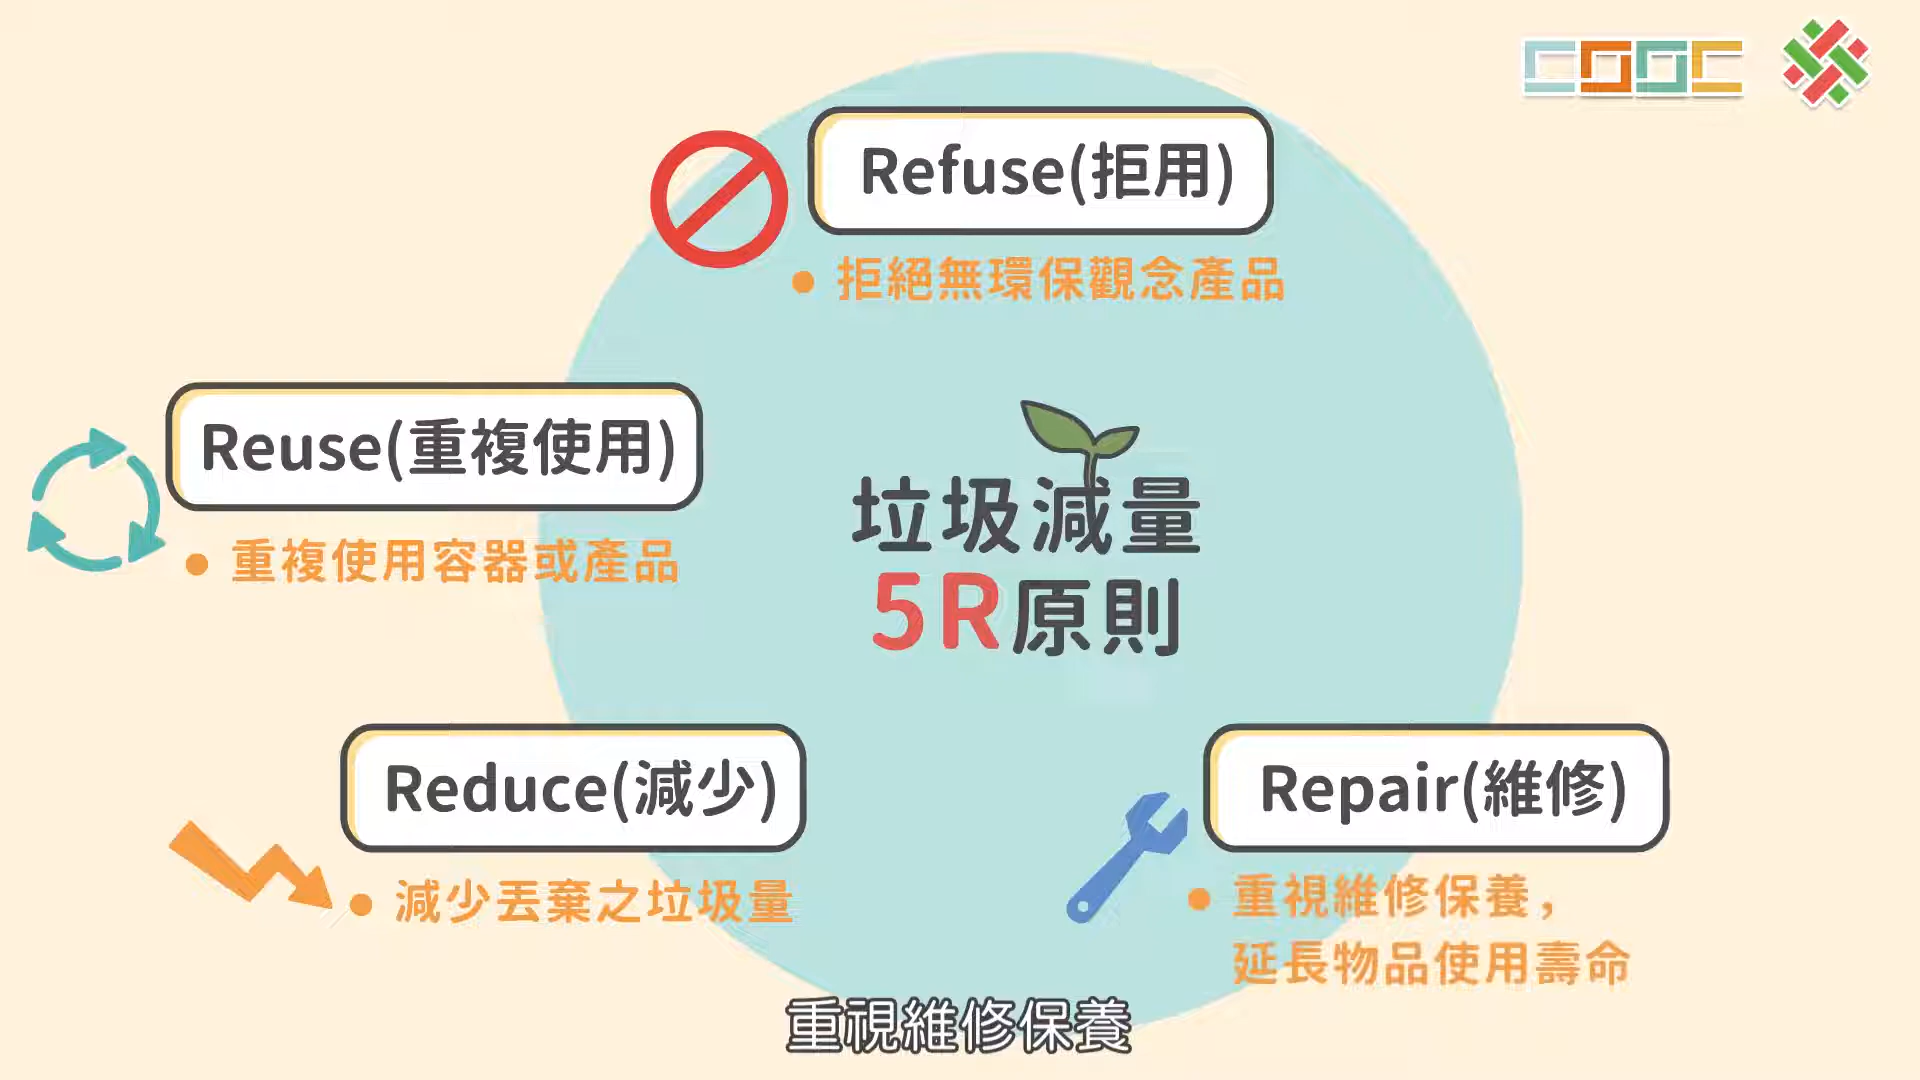 COOC
Refuse(拒用)
拒絕無環保觀念產品
Reuse(重複使用)
重複使用容器或產品
垃圾減量
5R原則
Reduce(減少)
減少丟棄之垃圾量
Repair(維修)
重視維修保養，
延長物品使用壽命
重視維修保養